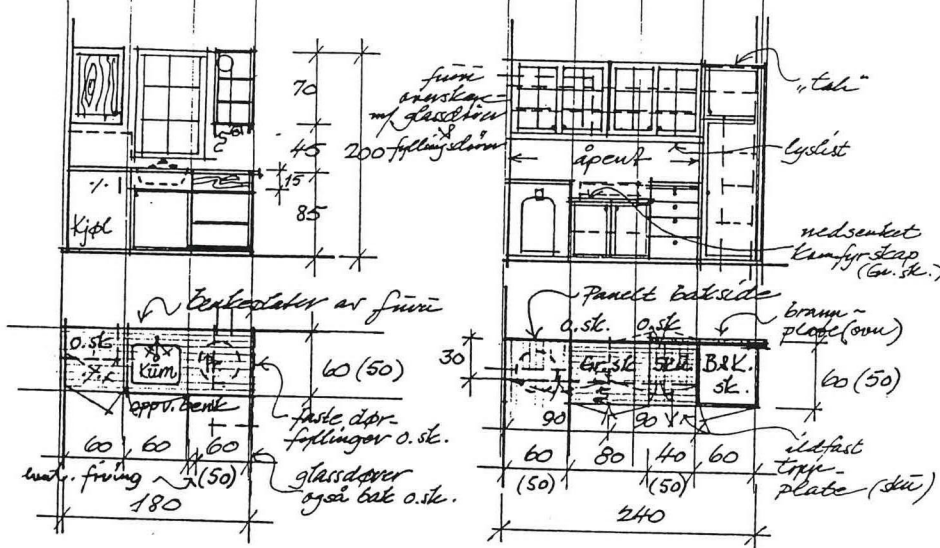 furu
overskap
m/ glassdører
&
fyllingsdører
70
45
200
15
85
Kjøl
"tak"
lyslist
åpent
nedsenket
komfyrskap
(Gr.sk.)
benkeplater av furu
o.sk
Kum
oppv.benk
60 (50)
faste dør-
fyllinger o.sk.
glassdører
også bak o.sk.
60 60 60
(50)
180
Panelt bakside
o.sk. o.sk
brann-
plate (ovn)
30
Gr.sk Sk.sk B&K.
sk.
60 (50)
90 90
60 80 40 60
(50) (50)
ildfast
topp-
plate
240